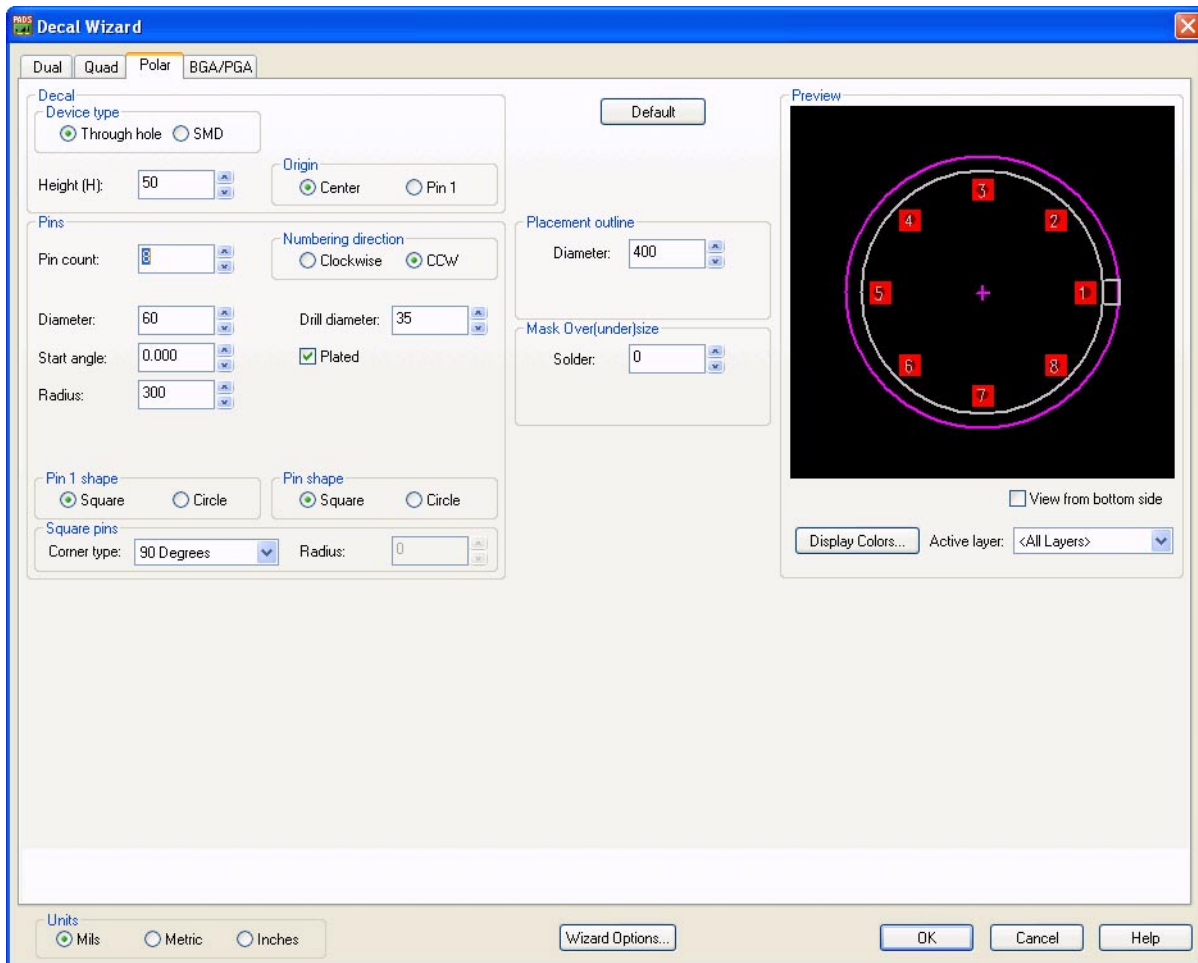 PADS
Decal Wizard
Dual Quad Polar BGA/PGA
Decal
Device type
Through hole SMD
Height (H): 50
Origin
Center Pin 1
Default
Pins
Pin count: 8
Numbering direction
Clockwise CCW
Diameter: 60
Drill diameter: 35
Start angle: 0.000
Plated
Radius: 300
Pin 1 shape
Square Circle
Pin shape
Square Circle
Square pins
Corner type: 90 Degrees
Radius: 0
Placement outline
Diameter: 400
Mask Over(under)size
Solder: 0
Preview
3
4 2
5 1
6 8
7
View from bottom side
Display Colors... Active layer: <All Layers>
Units
Mils Metric Inches
Wizard Options...
OK Cancel Help